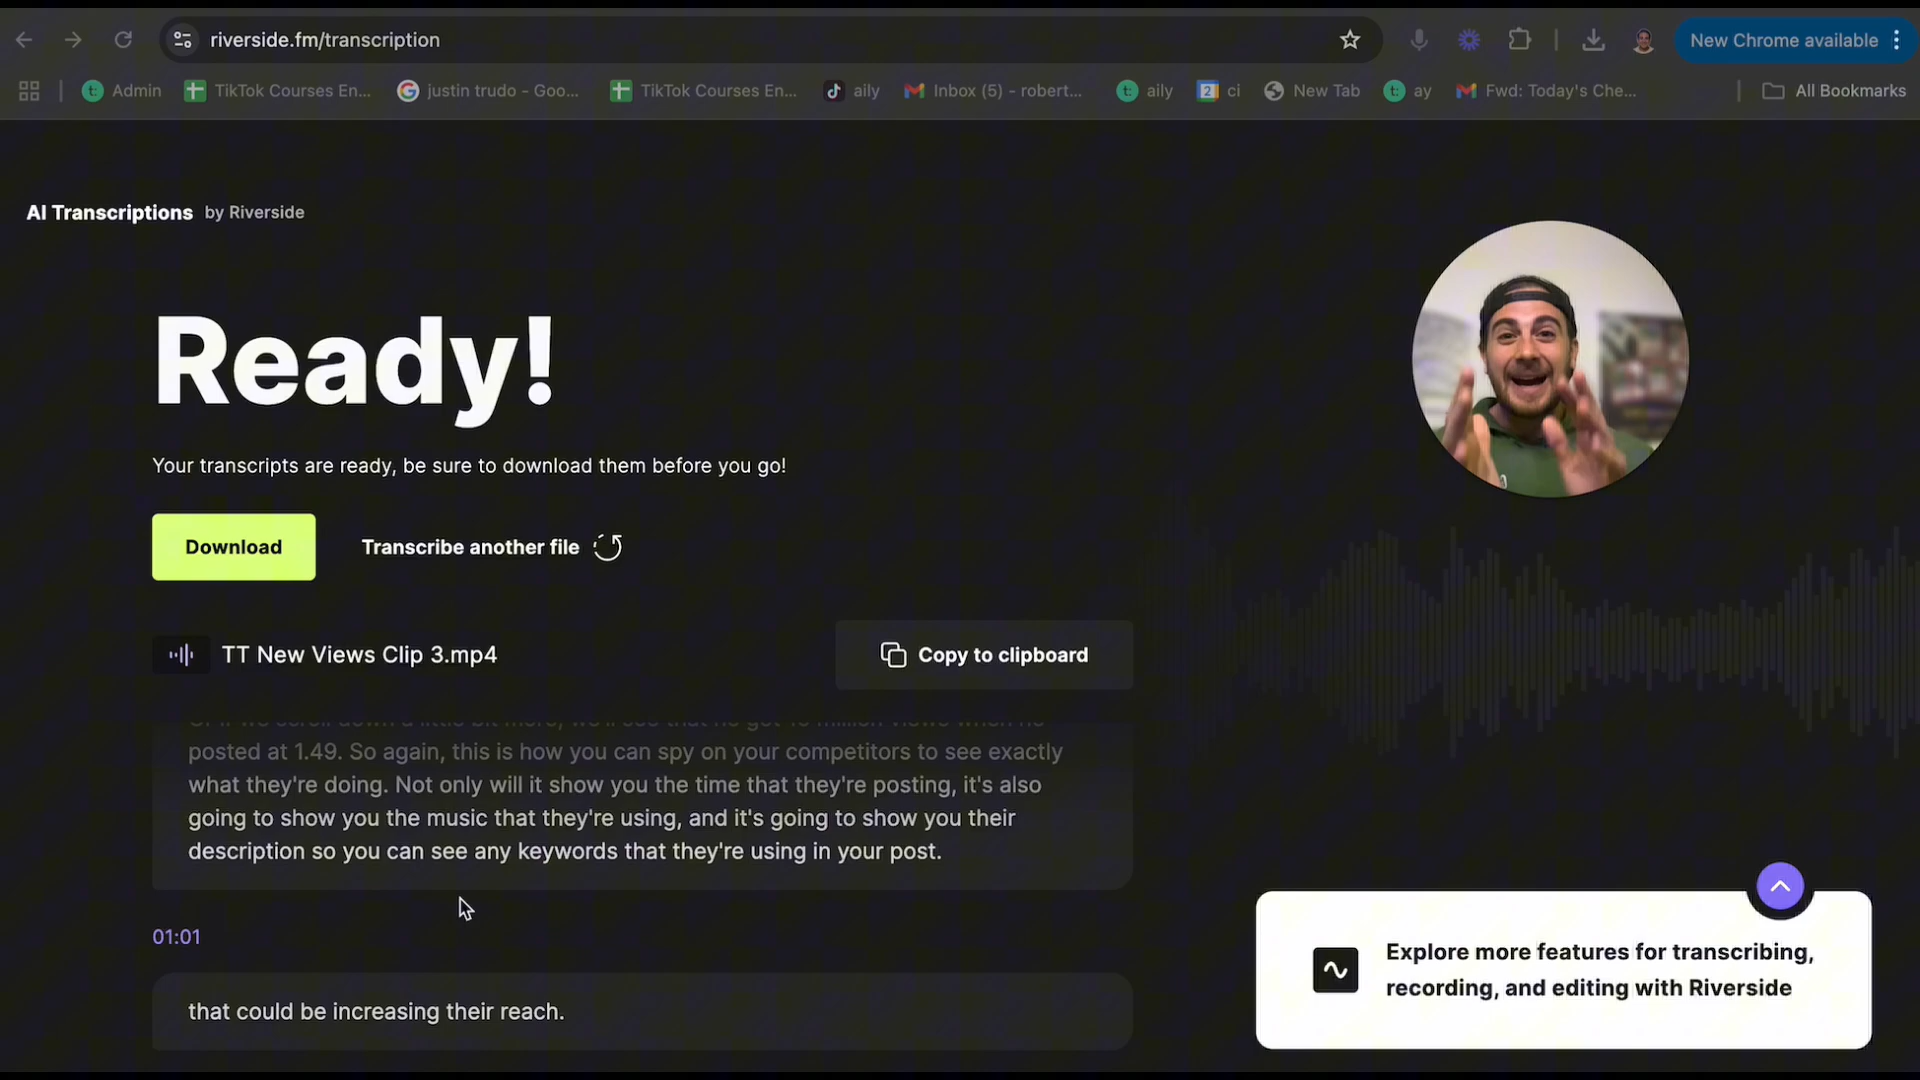 riverside.fm/transcription
New Chrome available
Admin
TikTok Courses En...
justin trudo - Goo...
TikTok Courses En...
aily
Inbox (5) - robert...
aily
ci
New Tab
ay
Fwd: Today's Che...
All Bookmarks
AI Transcriptions by Riverside
Ready!
Your transcripts are ready, be sure to download them before you go!
Download
Transcribe another file
TT New Views Clip 3.mp4
Copy to clipboard
posted at 1.49. So again, this is how you can spy on your competitors to see exactly
what they're doing. Not only will it show you the time that they're posting, it's also
going to show you the music that they're using, and it's going to show you their
description so you can see any keywords that they're using in your post.
01:01
that could be increasing their reach.
Explore more features for transcribing,
recording, and editing with Riverside